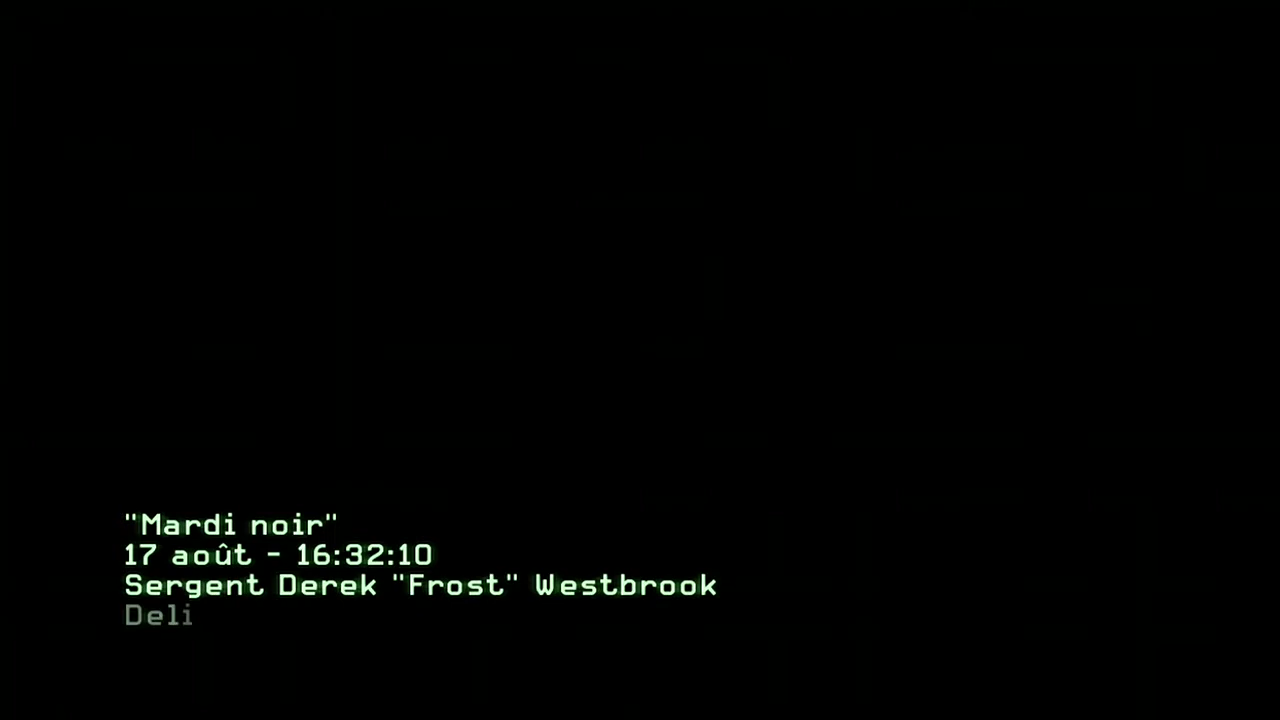 "Mardi noir"
17 août - 16:32:10
Sergent Derek "Frost" Westbrook
Deli